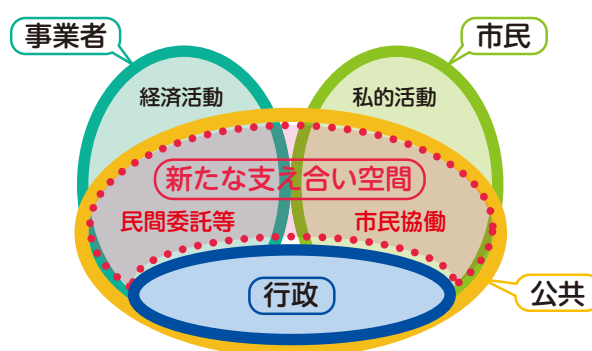 事業者
市民
経済活動
私的活動
新たな支え合い空間
民間委託等
市民協働
行政
公共